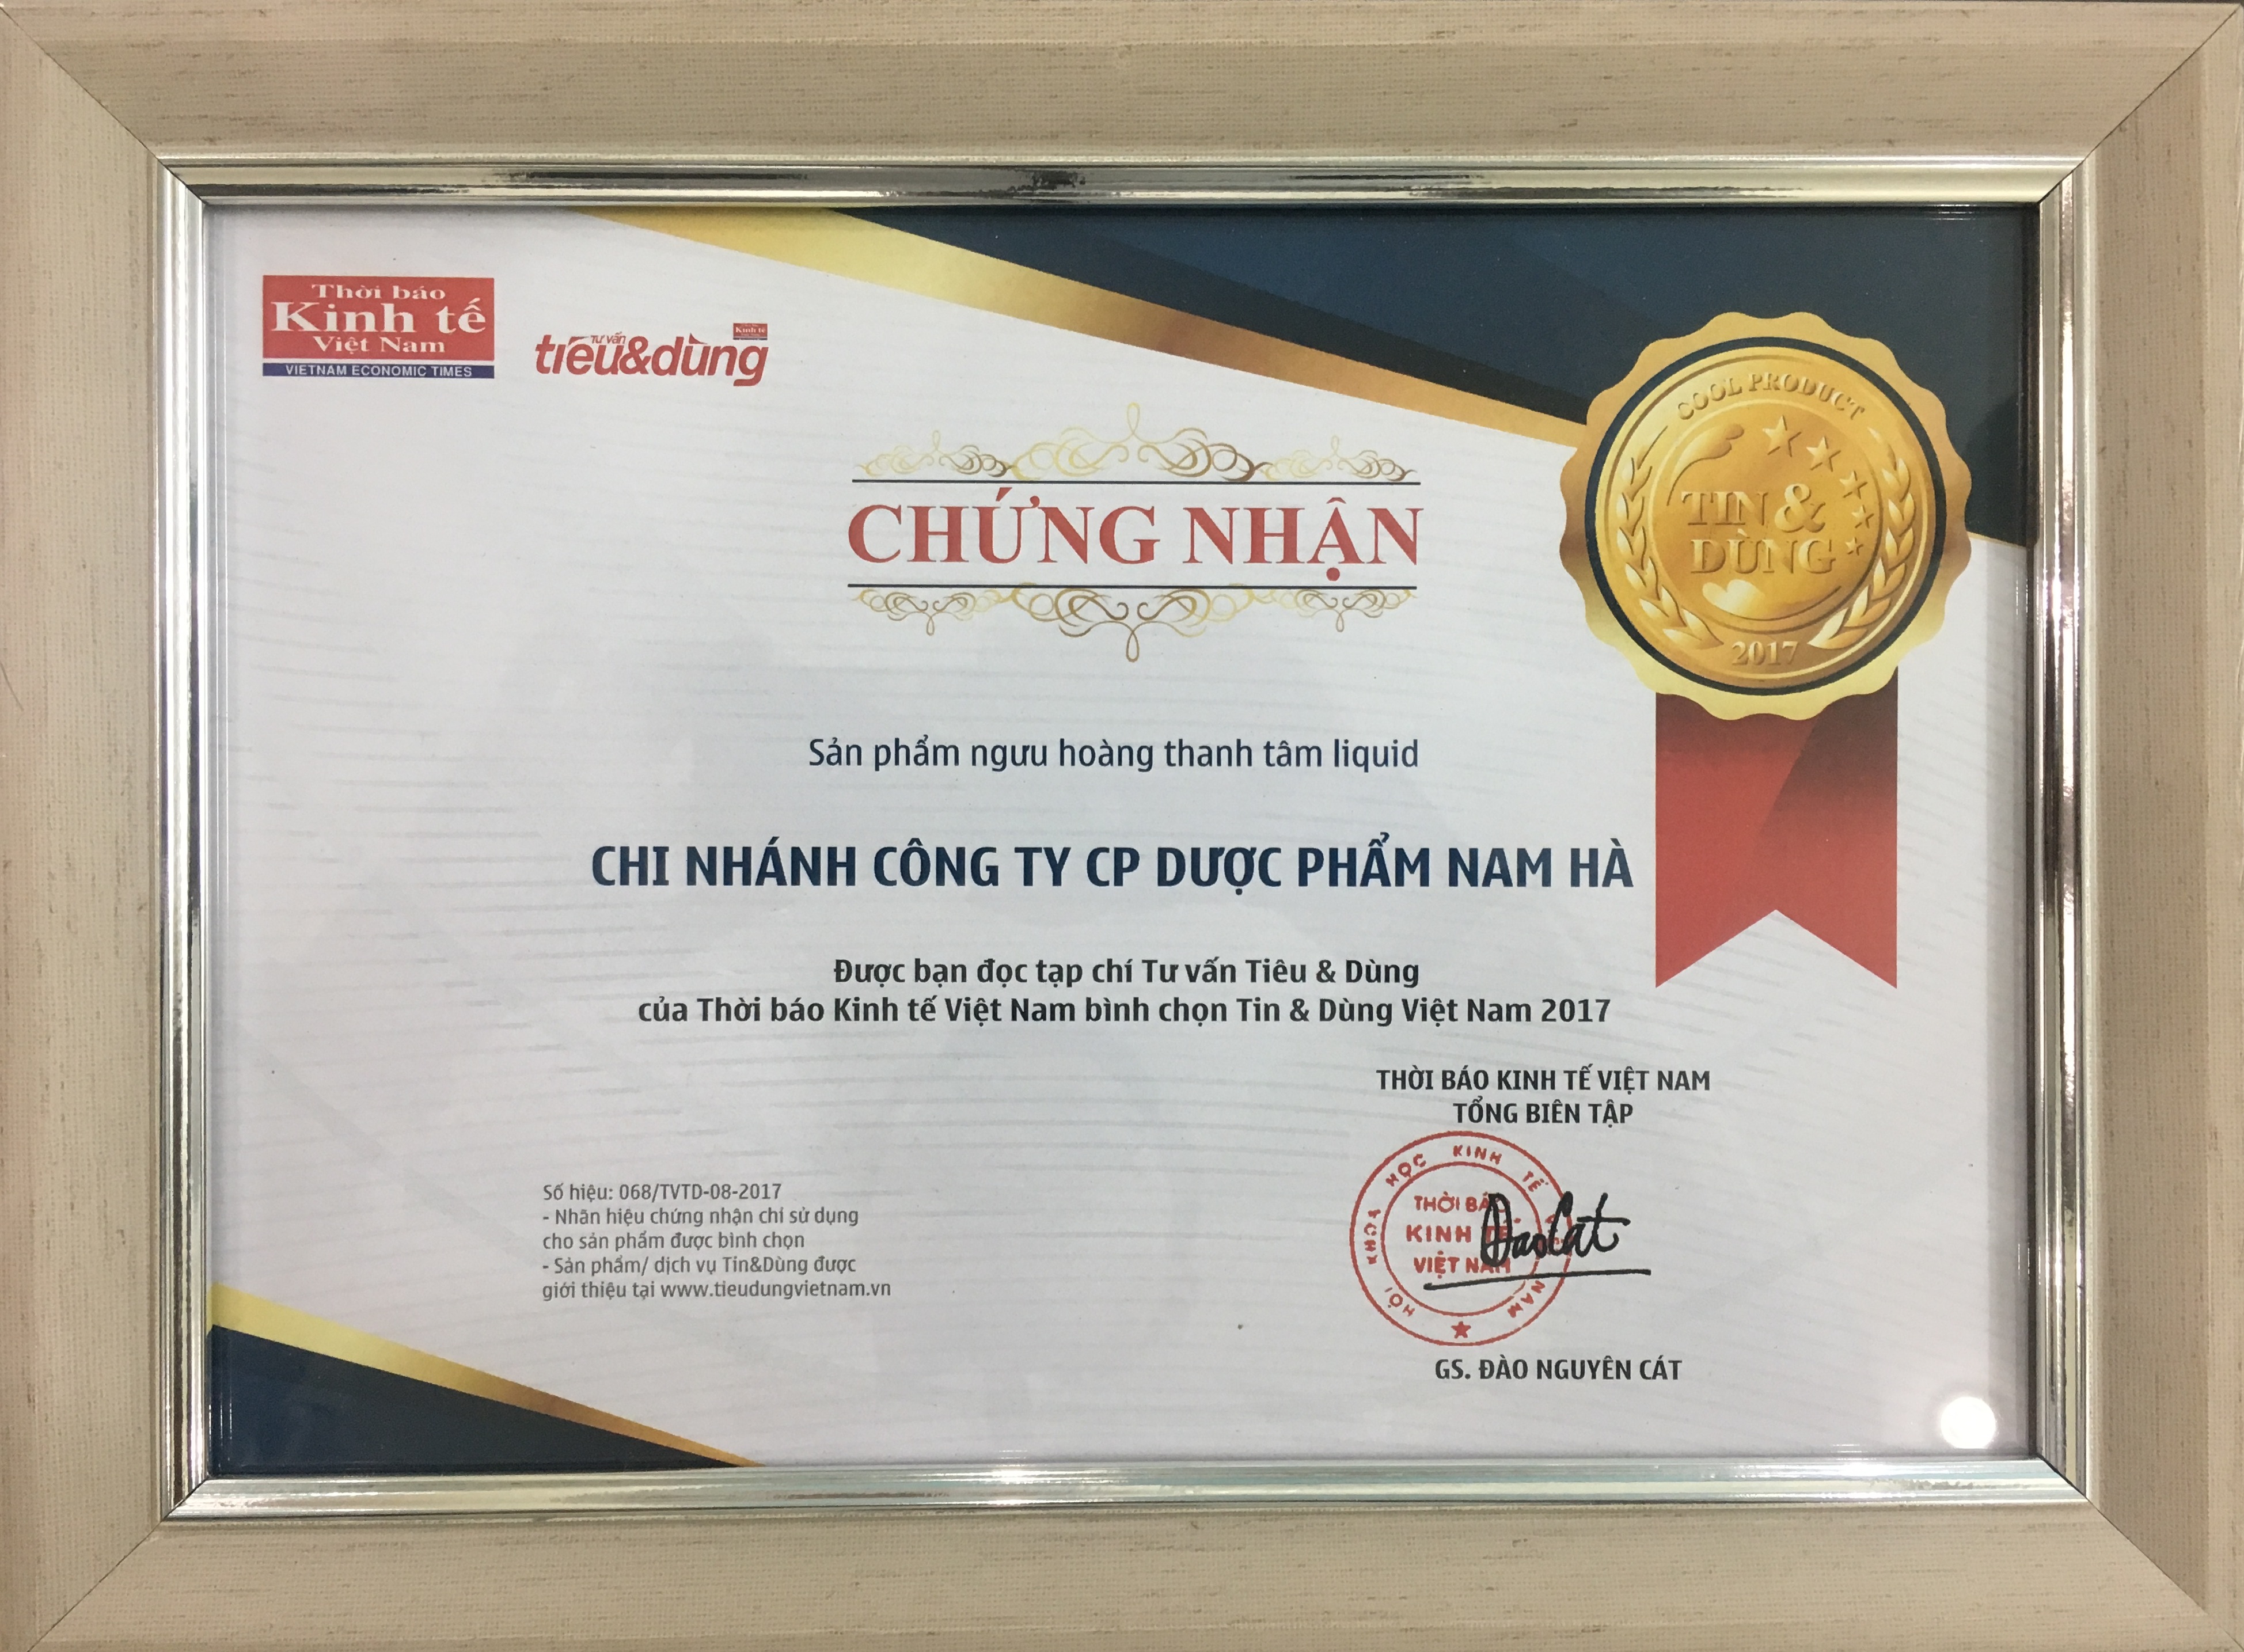 Thời báo
Kinh tế
Việt Nam
VIETNAM ECONOMIC TIMES
Tư vấn
tiêu&dùng
COOL PRODUCT
TIN &
DÙNG
2017
CHỨNG NHẬN
Sản phẩm ngưu hoàng thanh tâm liquid
CHI NHÁNH CÔNG TY CP DƯỢC PHẨM NAM HÀ
Được bạn đọc tạp chí Tư vấn Tiêu & Dùng
của Thời báo Kinh tế Việt Nam bình chọn Tin & Dùng Việt Nam 2017
THỜI BÁO KINH TẾ VIỆT NAM
TỔNG BIÊN TẬP
HỘI KHOA HỌC KINH TẾ NAM
THỜI BÁO
KINH TẾ
VIỆT NAM
Đào Cát
GS. ĐÀO NGUYÊN CÁT
Số hiệu: 068/TVTD-08-2017
- Nhãn hiệu chứng nhận chỉ sử dụng
cho sản phẩm được bình chọn
- Sản phẩm/ dịch vụ Tin&Dùng được
giới thiệu tại www.tieudungvietnam.vn